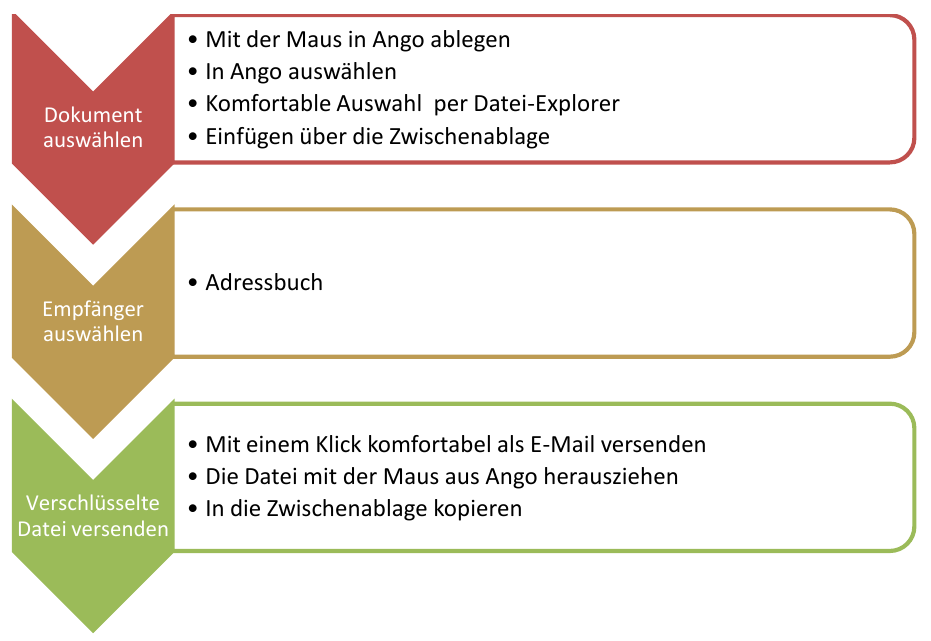 Dokument
auswählen
• Mit der Maus in Ango ablegen
• In Ango auswählen
• Komfortable Auswahl  per Datei-Explorer
• Einfügen über die Zwischenablage
Empfänger
auswählen
• Adressbuch
Verschlüsselte
Datei versenden
• Mit einem Klick komfortabel als E-Mail versenden
• Die Datei mit der Maus aus Ango herausziehen
• In die Zwischenablage kopieren